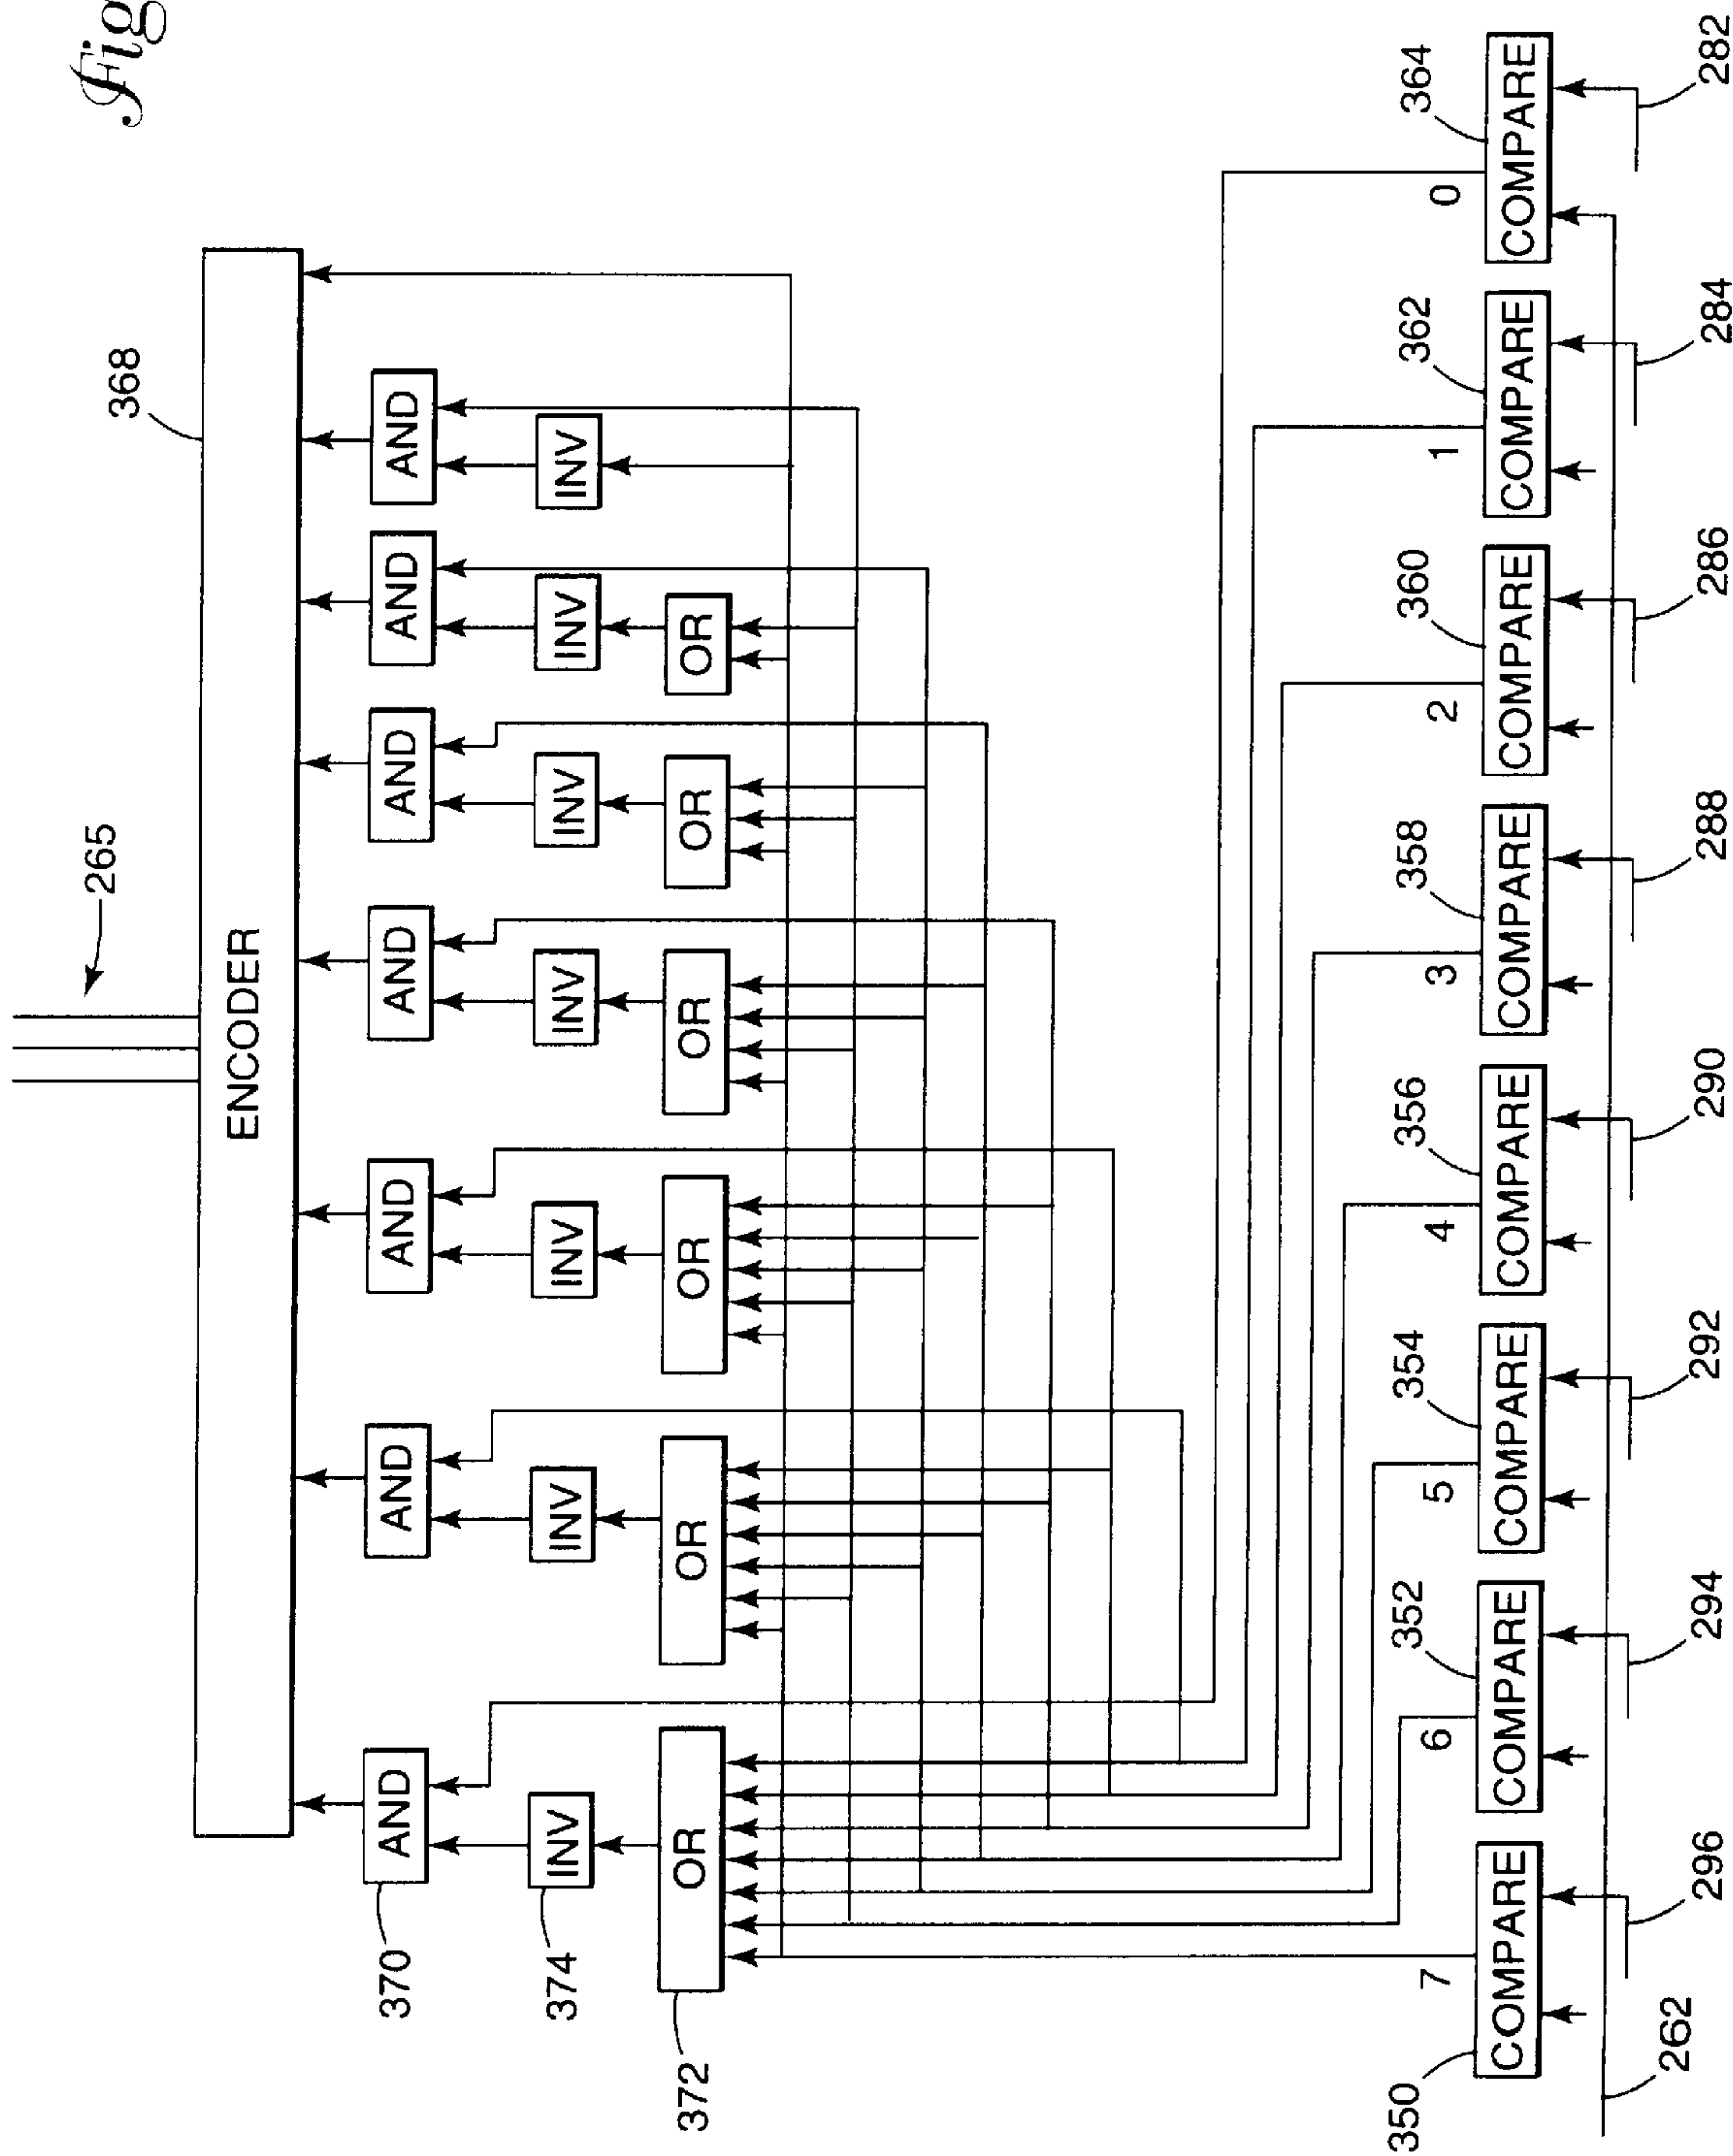 Fig
265
368
ENCODER
AND AND AND AND AND AND AND
370
INV INV INV INV INV INV INV
374
OR OR OR OR OR OR
372
7 6 5 4 3 2 1 0
350 352 354 356 358 360 362 364
COMPARE COMPARE COMPARE COMPARE COMPARE COMPARE COMPARE COMPARE
262 296 294 292 290 288 286 284 282